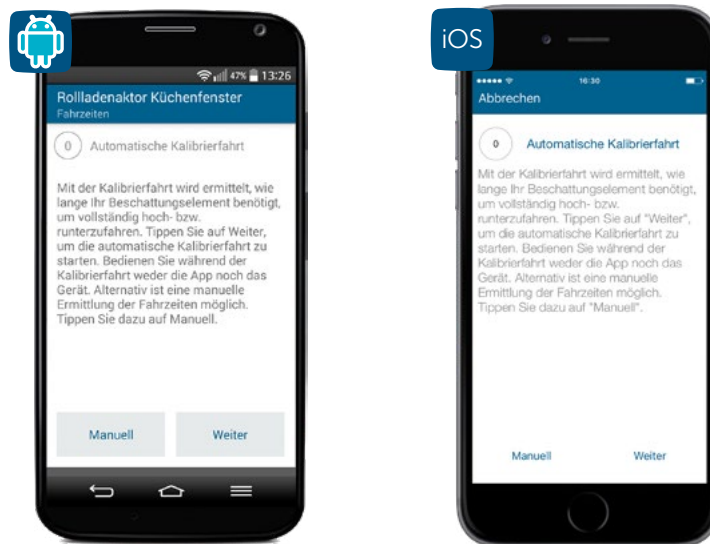 47% 13:26
Rollladenaktor Küchenfenster
Fahrzeiten
0 Automatische Kalibrierfahrt
Mit der Kalibrierfahrt wird ermittelt, wie
lange Ihr Beschattungselement benötigt,
um vollständig hoch- bzw.
runterzufahren. Tippen Sie auf Weiter,
um die automatische Kalibrierfahrt zu
starten. Bedienen Sie während der
Kalibrierfahrt weder die App noch das
Gerät. Alternativ ist eine manuelle
Ermittlung der Fahrzeiten möglich.
Tippen Sie dazu auf Manuell.
Manuell Weiter
iOS
16:30
Abbrechen
0 Automatische Kalibrierfahrt
Mit der Kalibrierfahrt wird ermittelt, wie
lange Ihr Beschattungselement benötigt,
um vollständig hoch- bzw.
runterzufahren. Tippen Sie auf "Weiter",
um die automatische Kalibrierfahrt zu
starten. Bedienen Sie während der
Kalibrierfahrt weder die App noch das
Gerät. Alternativ ist eine manuelle
Ermittlung der Fahrzeiten möglich.
Tippen Sie dazu auf "Manuell".
Manuell Weiter